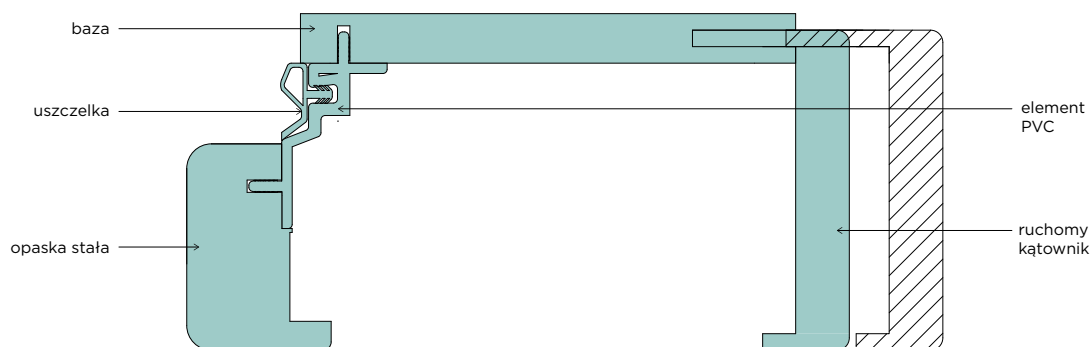 baza
uszczelka
element
PVC
opaska stała
ruchomy
kątownik